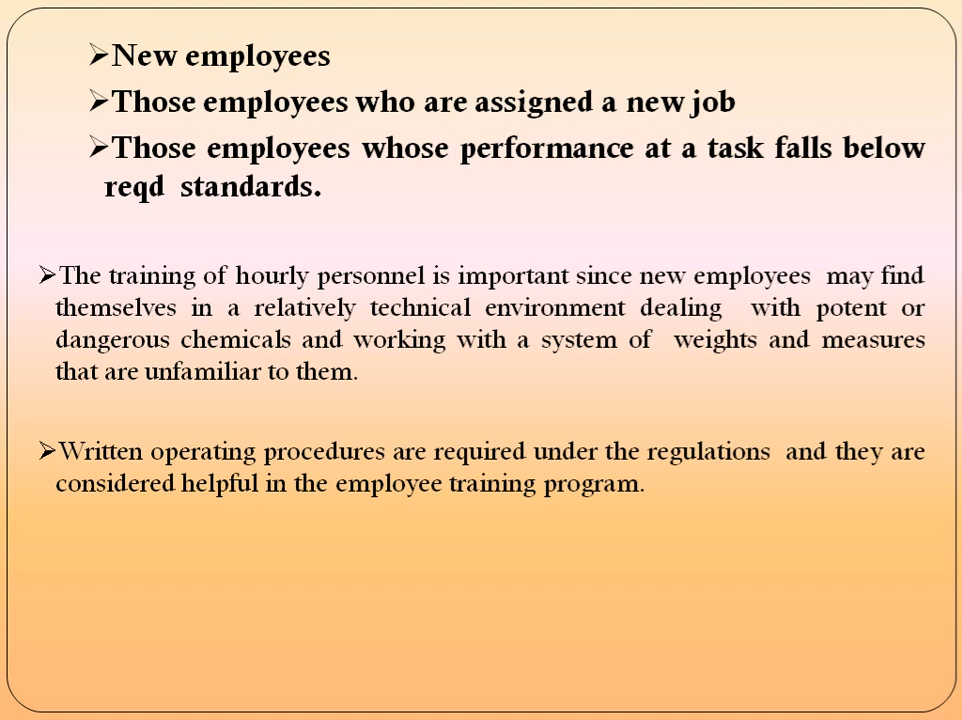 ➢New employees
➢Those employees who are assigned a new job
➢Those employees whose performance at a task falls below
reqd standards.
➢The training of hourly personnel is important since new employees may find
themselves in a relatively technical environment dealing with potent or
dangerous chemicals and working with a system of weights and measures
that are unfamiliar to them.
➢Written operating procedures are required under the regulations and they are
considered helpful in the employee training program.